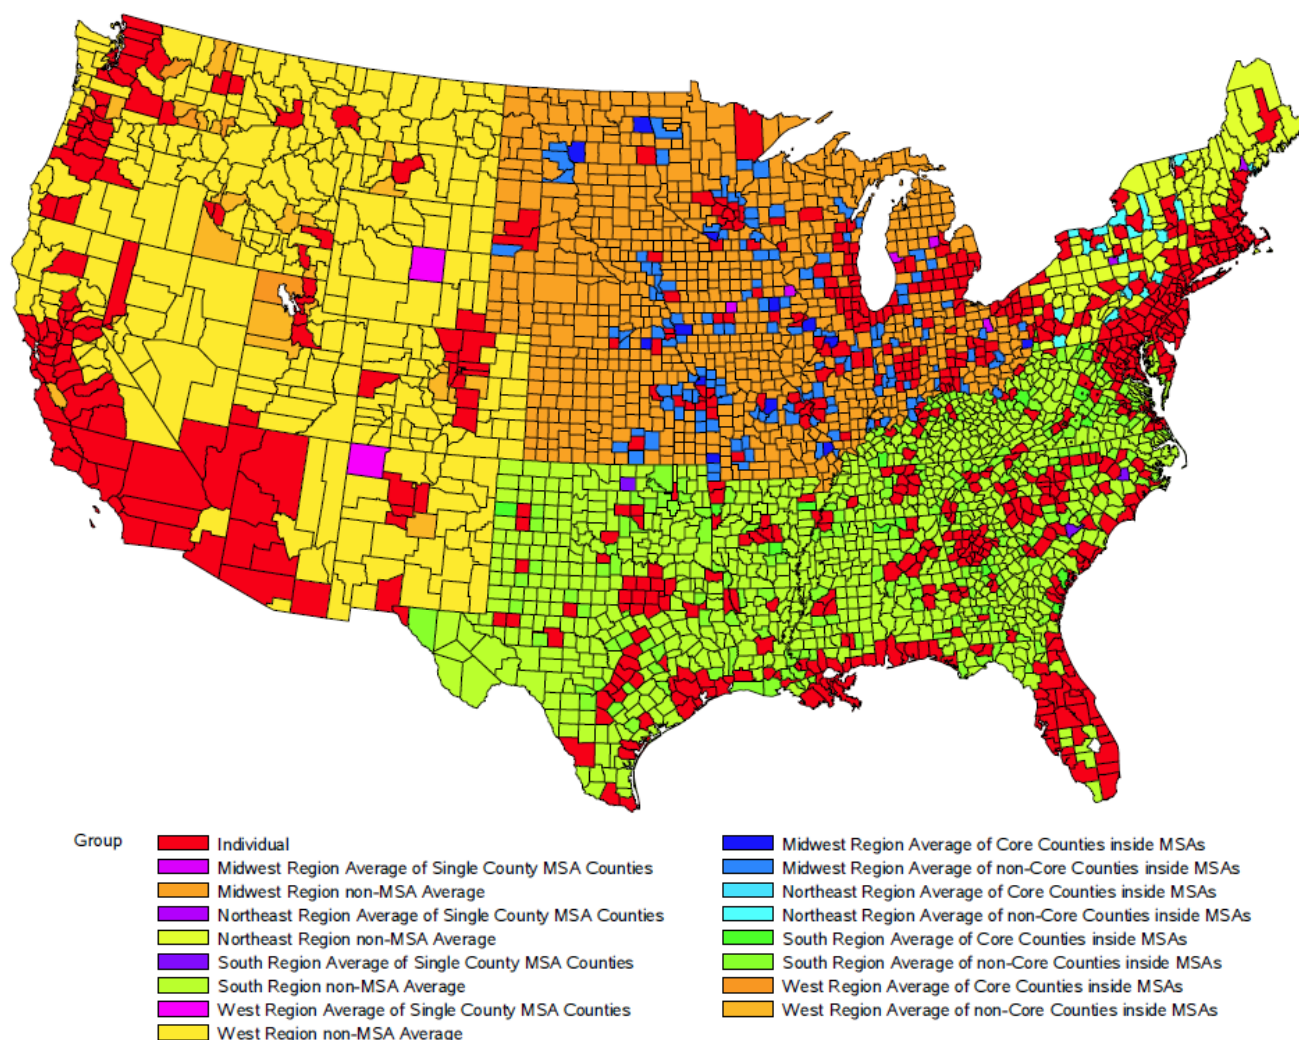 Group
Individual
Midwest Region Average of Single County MSA Counties
Midwest Region non-MSA Average
Northeast Region Average of Single County MSA Counties
Northeast Region non-MSA Average
South Region Average of Single County MSA Counties
South Region non-MSA Average
West Region Average of Single County MSA Counties
West Region non-MSA Average
Midwest Region Average of Core Counties inside MSAs
Midwest Region Average of non-Core Counties inside MSAs
Northeast Region Average of Core Counties inside MSAs
Northeast Region Average of non-Core Counties inside MSAs
South Region Average of Core Counties inside MSAs
South Region Average of non-Core Counties inside MSAs
West Region Average of Core Counties inside MSAs
West Region Average of non-Core Counties inside MSAs